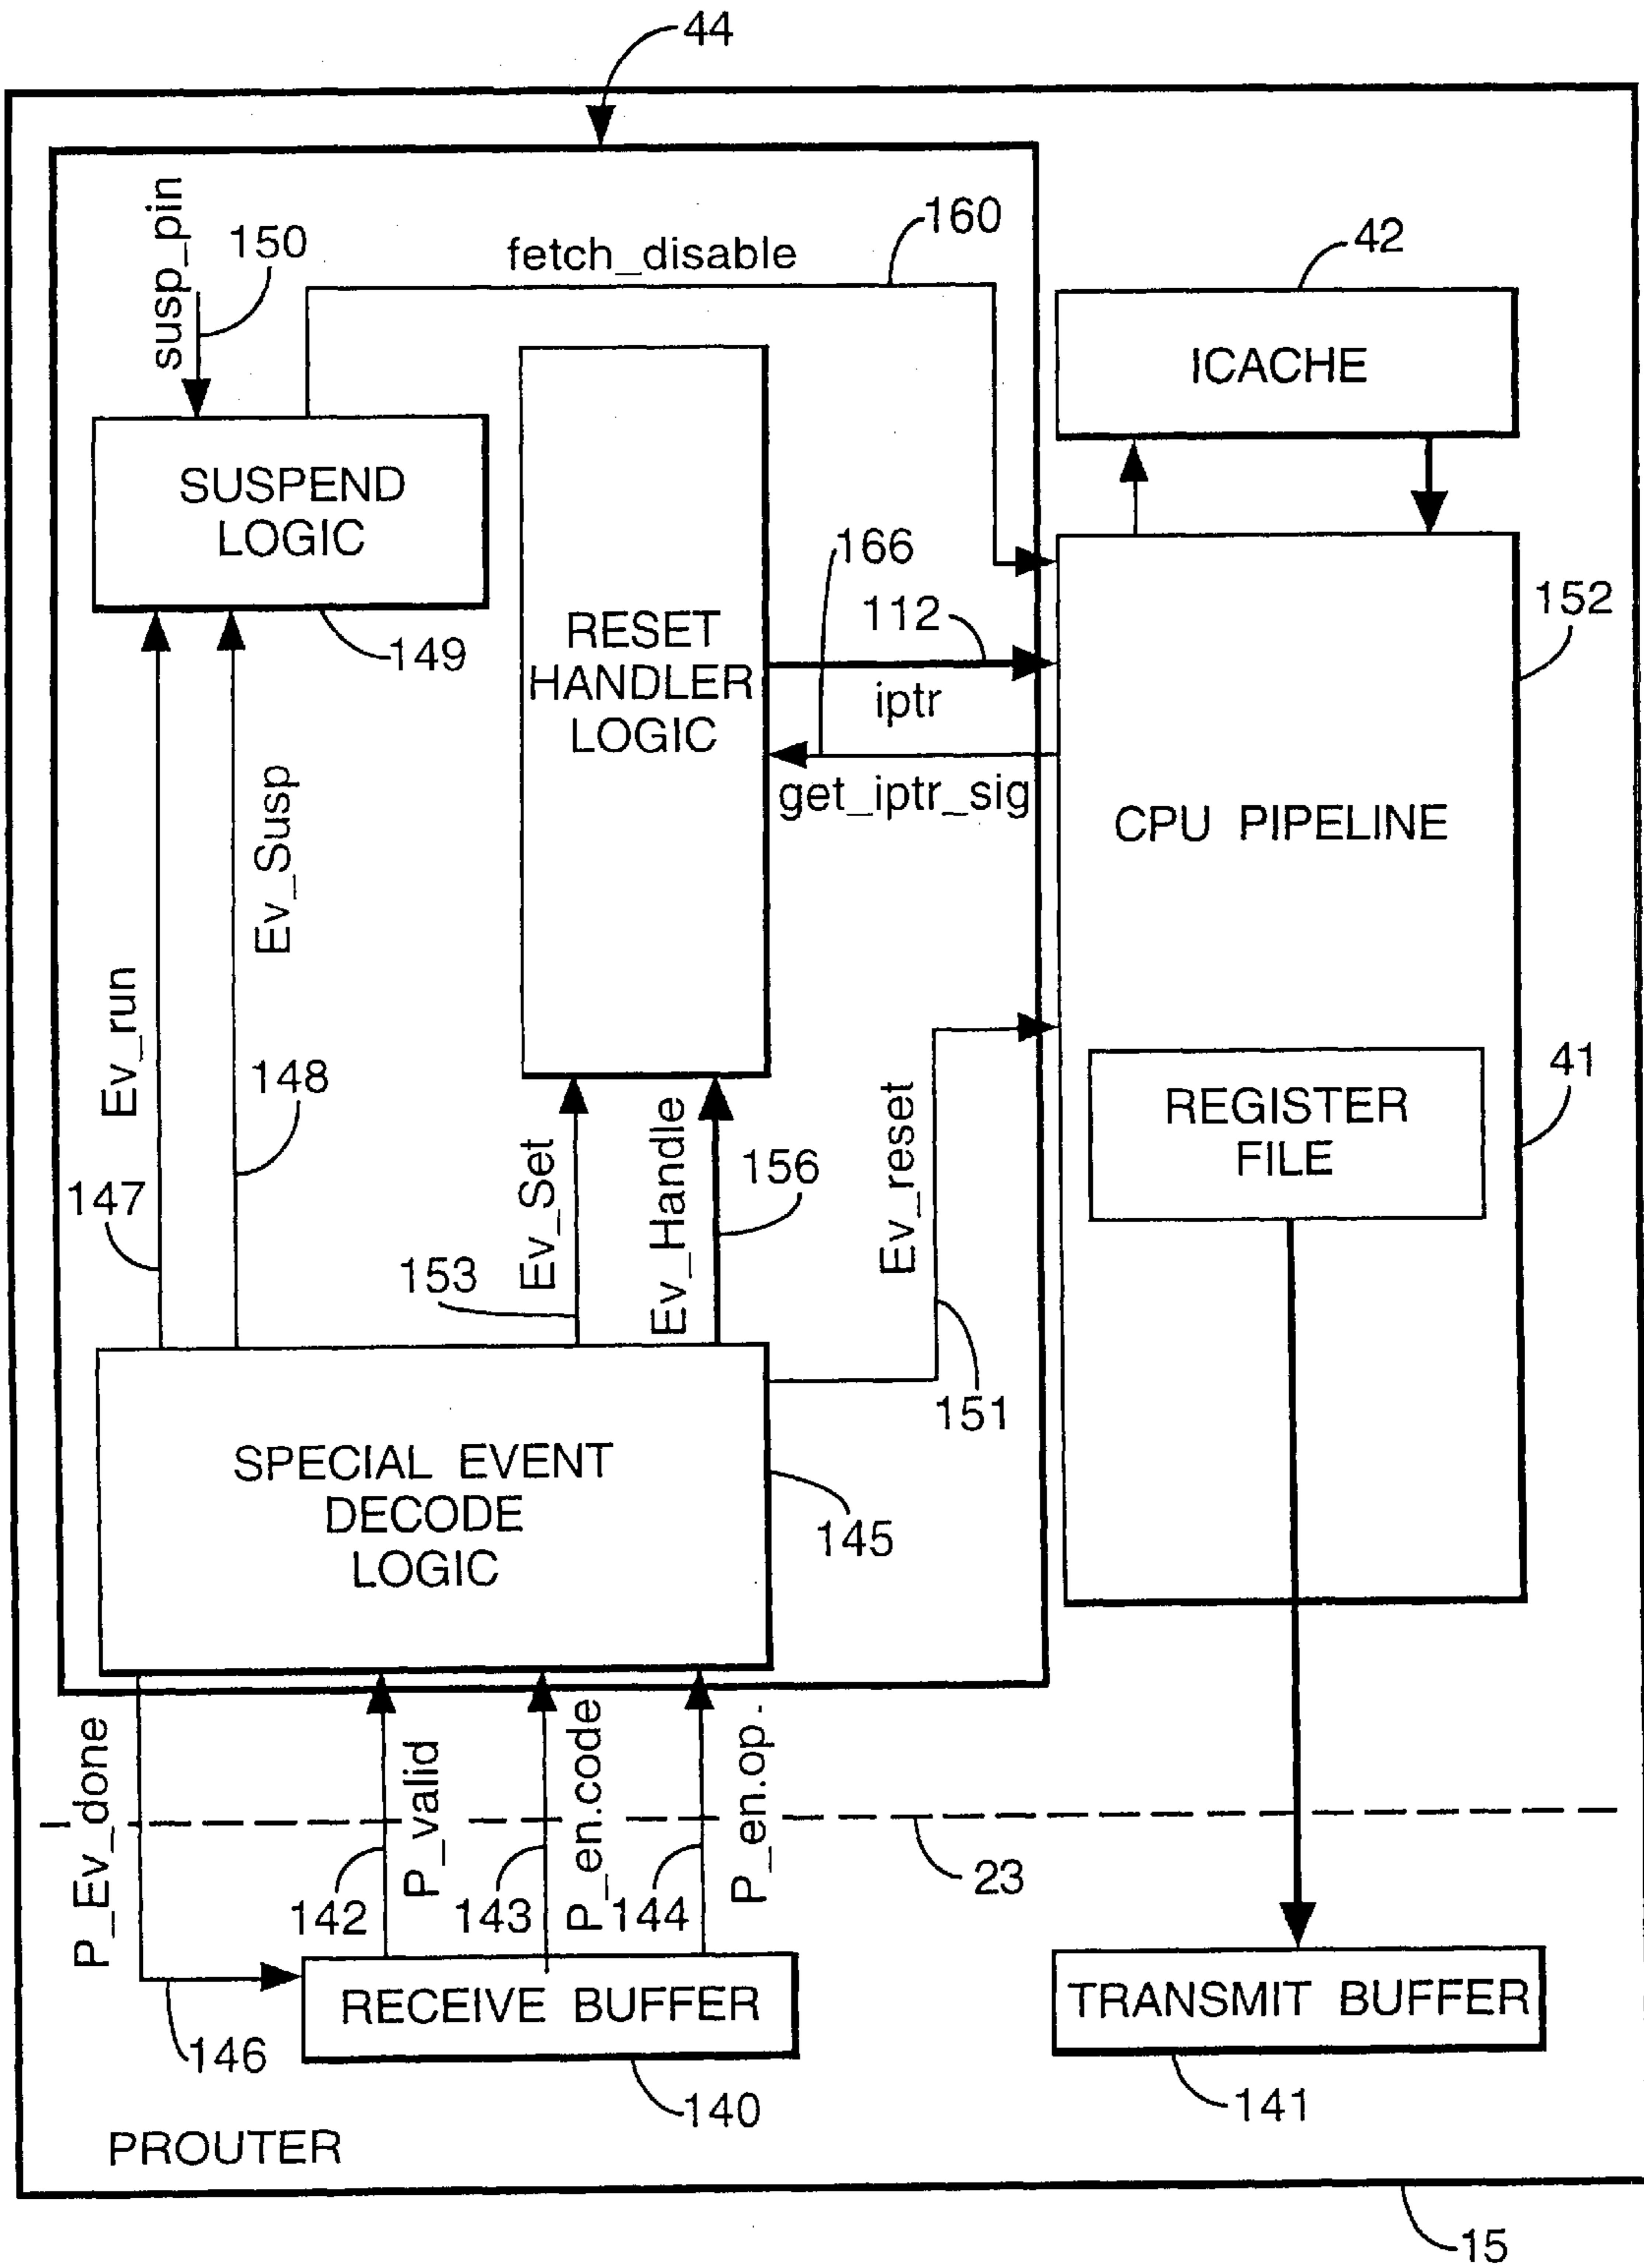 44
susp_pin
150
fetch_disable
160
42
ICACHE
SUSPEND
LOGIC
149
166
112
iptr
get_iptr_sig
RESET
HANDLER
LOGIC
152
CPU PIPELINE
Ev_run
Ev_Susp
147
148
153
Ev_Set
Ev_Handle
156
Ev_reset
151
REGISTER
FILE
41
SPECIAL EVENT
DECODE
LOGIC
145
P_Ev_done
142
P_valid
143
P_en.code
144
P_en.op.
23
146
RECEIVE BUFFER
140
TRANSMIT BUFFER
141
PROUTER
15